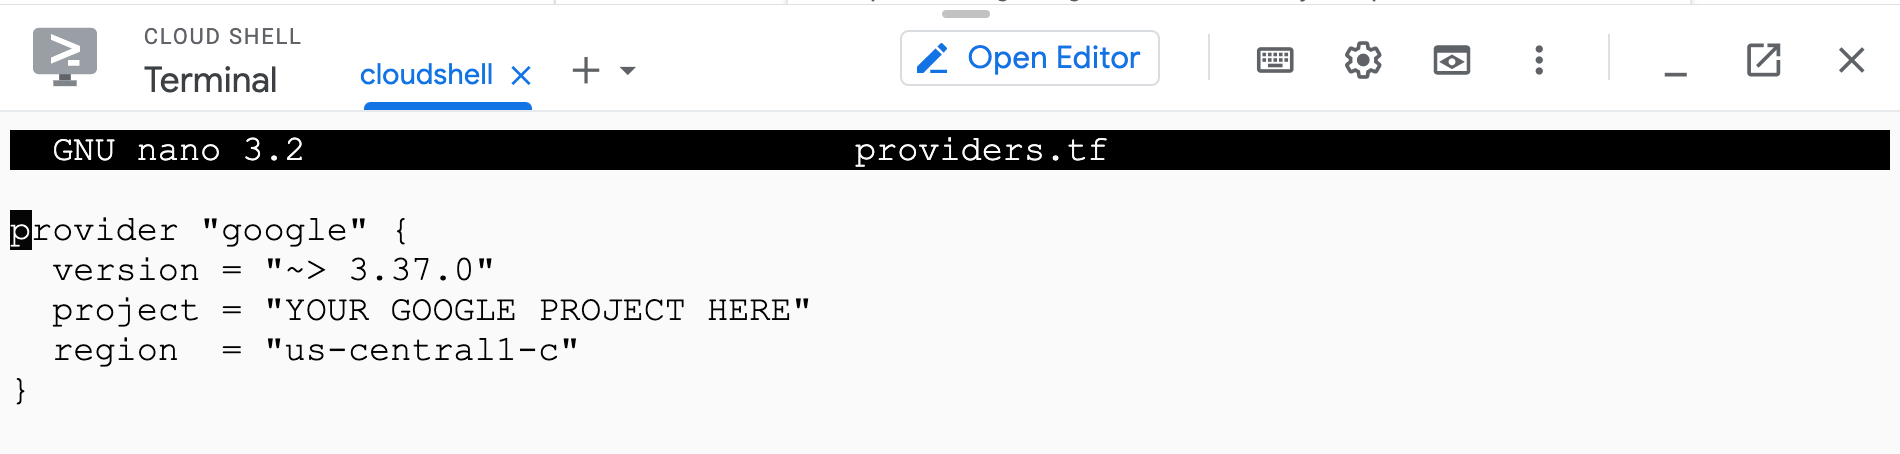 CLOUD SHELL
Terminal
cloudshell
Open Editor
GNU nano 3.2 providers.tf
provider "google" {
  version = "~> 3.37.0"
  project = "YOUR GOOGLE PROJECT HERE"
  region  = "us-central1-c"
}